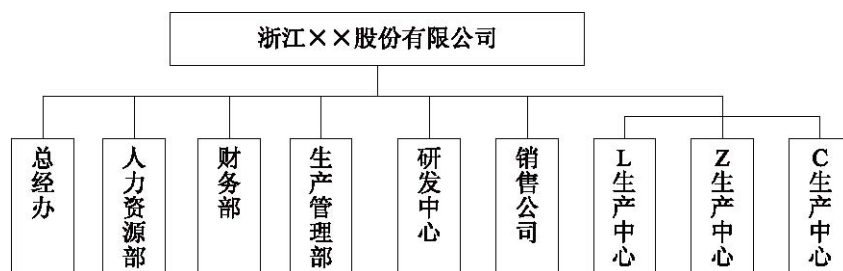 浙江××股份有限公司
总经办
人力资源部
财务部
生产管理部
研发中心
销售公司
L生产中心
Z生产中心
C生产中心